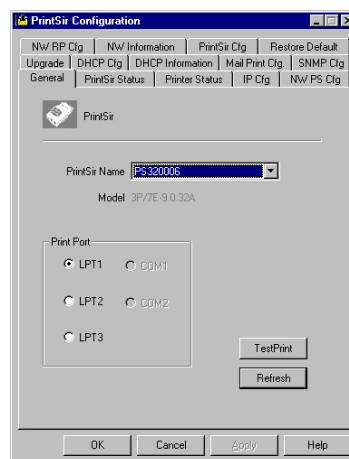 PrintSir Configuration
NW RP Cfg NW Information PrintSir Cfg Restore Default
Upgrade DHCP Cfg DHCP Information Mail Print Cfg. SNMP Cfg
General PrintSir Status Printer Status IP Cfg NW PS Cfg
PrintSir
PrintSir Name PS320006
Model 3P/7E-9.0.32A
Print Port
LPT1 COM1
LPT2 COM2
LPT3
TestPrint
Refresh
OK Cancel Apply Help